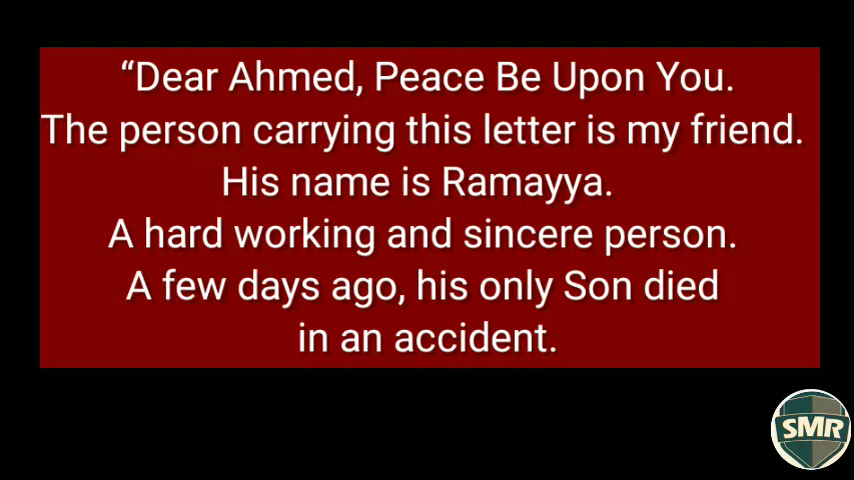 “Dear Ahmed, Peace Be Upon You.
The person carrying this letter is my friend.
His name is Ramayya.
A hard working and sincere person.
A few days ago, his only Son died
in an accident.
SMR